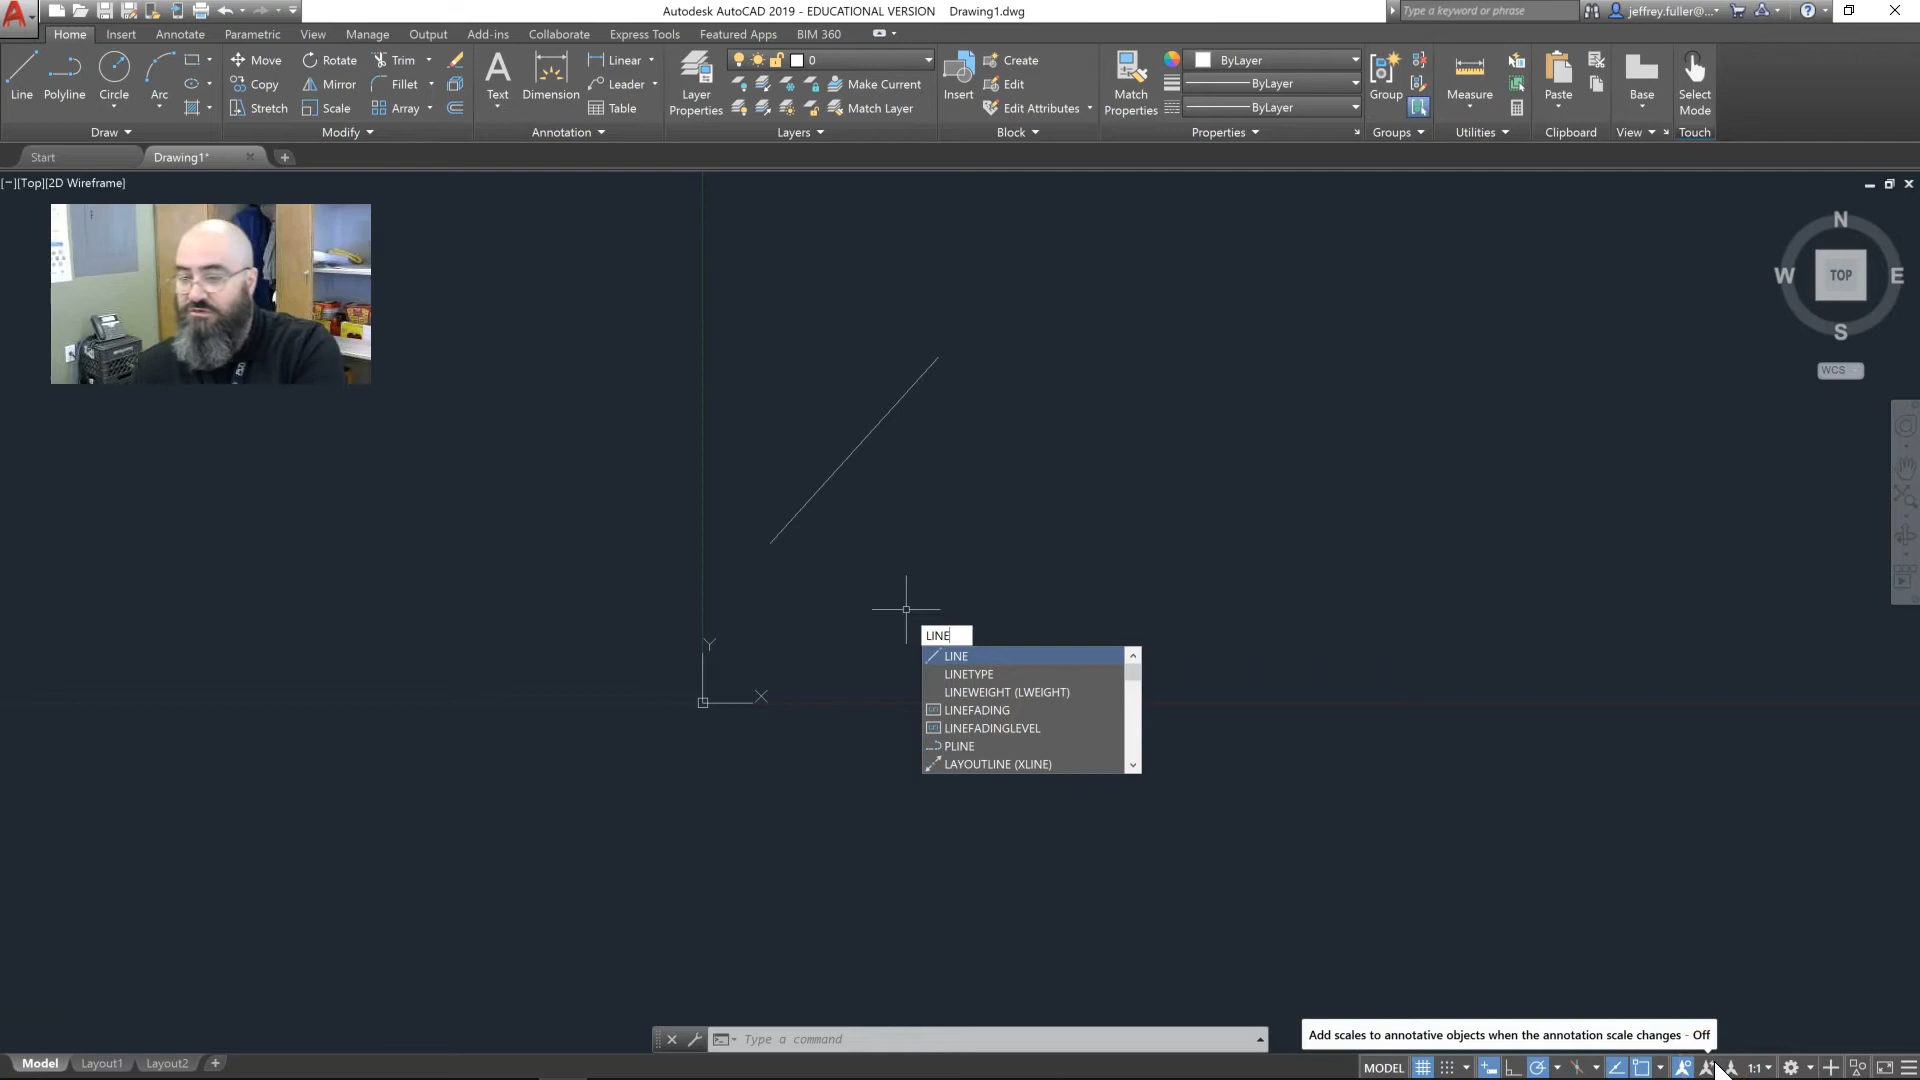 Autodesk AutoCAD 2019 - EDUCATIONAL VERSION Drawing1.dwg
Type a keyword or phrase
jeffrey.fuller@...
Home Insert Annotate Parametric View Manage Output Add-ins Collaborate Express Tools Featured Apps BIM 360
Line Polyline Circle Arc
Move Rotate Trim
Copy Mirror Fillet
Stretch Scale Array
Text Dimension
Linear
Leader
Table
Layer Properties
0
Make Current
Match Layer
Insert
Create
Edit
Edit Attributes
Match Properties
ByLayer
ByLayer
ByLayer
Group
Measure
Paste
Base
Select Mode
Draw Modify Annotation Layers Block Properties Groups Utilities Clipboard View Touch
Start Drawing1*
[−][Top][2D Wireframe]
N
W TOP E
S
WCS
Y
X
LINE
LINE
LINETYPE
LINEWEIGHT (LWEIGHT)
LINEFADING
LINEFADINGLEVEL
PLINE
LAYOUTLINE (XLINE)
Type a command
Add scales to annotative objects when the annotation scale changes - Off
Model Layout1 Layout2
MODEL
1:1